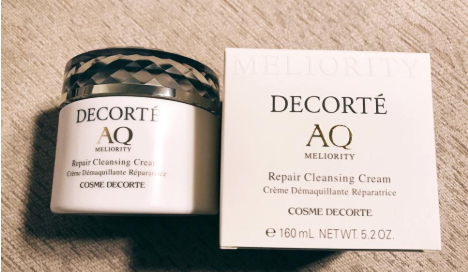 DECORTÉ
AQ
MELIORITY
Repair Cleansing Cream
Crème Démaquillante Réparatrice
COSME DECORTE
MELIORITY
DECORTÉ
AQ
MELIORITY
Repair Cleansing Cream
Crème Démaquillante Réparatrice
COSME DECORTE
℮ 160 mL NET WT. 5.2 OZ.